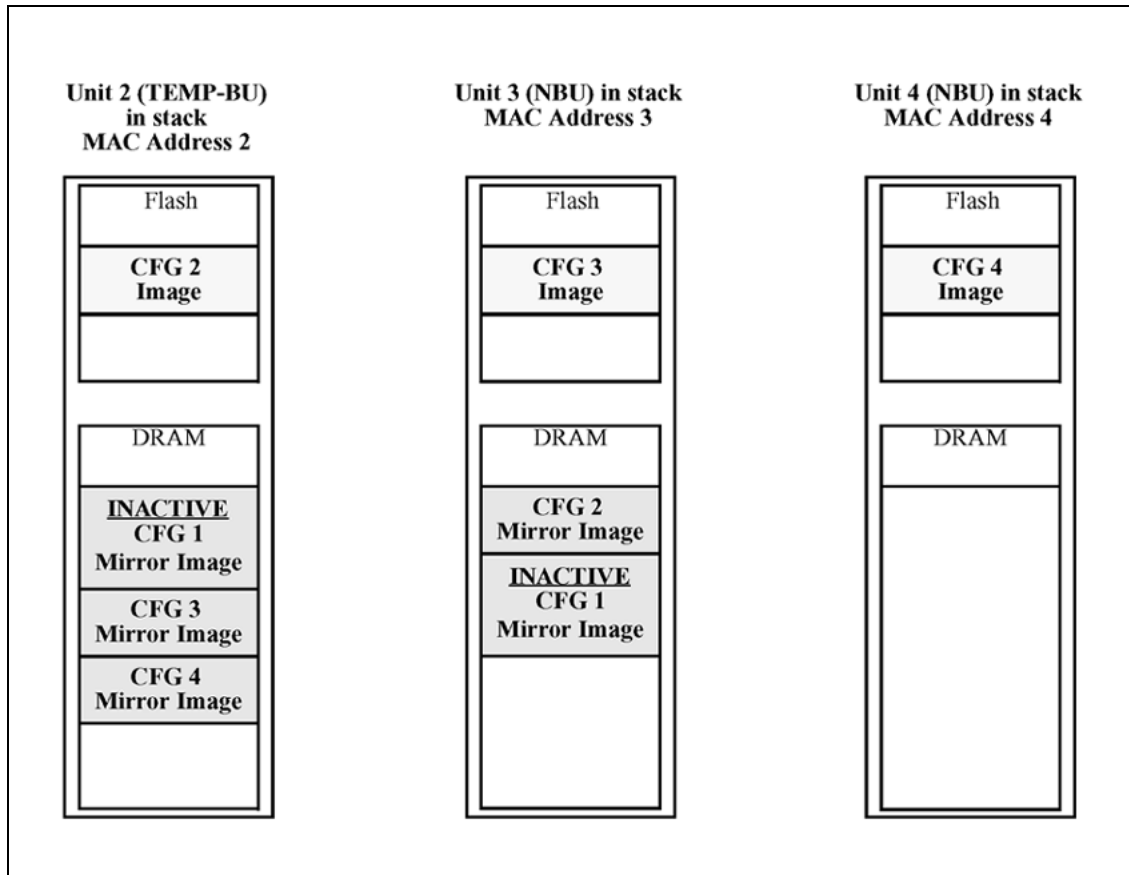 Unit 2 (TEMP-BU)
in stack
MAC Address 2
Flash
CFG 2
Image
DRAM
INACTIVE
CFG 1
Mirror Image
CFG 3
Mirror Image
CFG 4
Mirror Image
Unit 3 (NBU) in stack
MAC Address 3
Flash
CFG 3
Image
DRAM
CFG 2
Mirror Image
INACTIVE
CFG 1
Mirror Image
Unit 4 (NBU) in stack
MAC Address 4
Flash
CFG 4
Image
DRAM